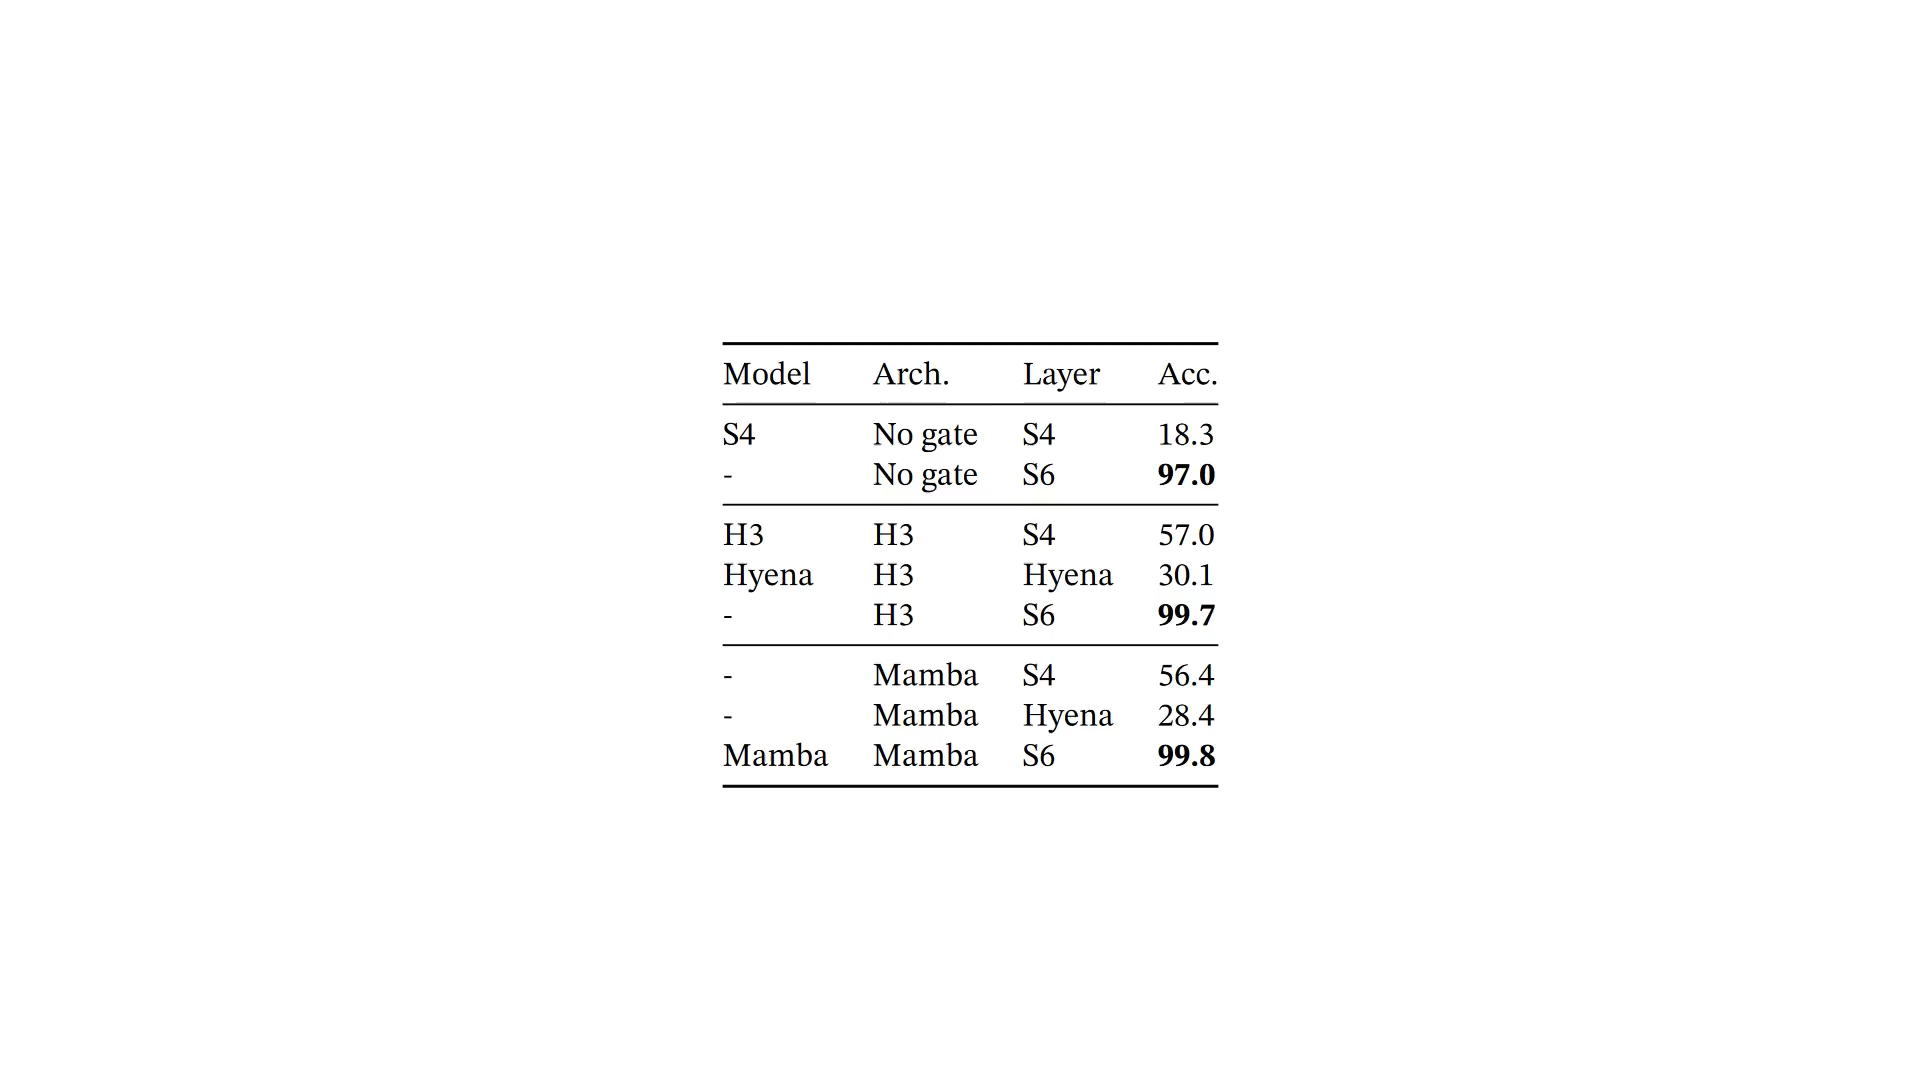 Model Arch. Layer Acc.
S4 No gate S4 18.3
- No gate S6 97.0
H3 H3 S4 57.0
Hyena H3 Hyena 30.1
- H3 S6 99.7
- Mamba S4 56.4
- Mamba Hyena 28.4
Mamba Mamba S6 99.8